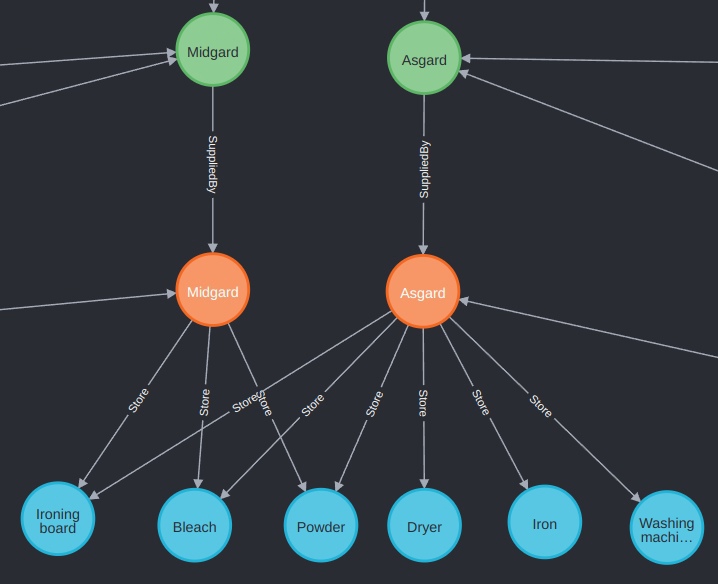 Midgard
Asgard
SuppliedBy
SuppliedBy
Midgard
Asgard
Store
Store
Store
Store
Store
Store
Store
Store
Store
Ironing
board
Bleach
Powder
Dryer
Iron
Washing
machi...